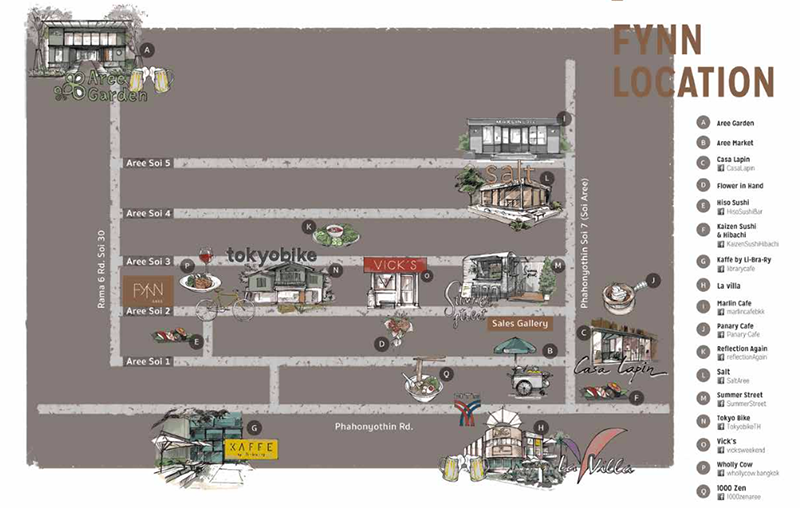 FYNN
LOCATION
A
Aree
Garden
MARLIN CAFE
I
Aree Soi 5
salt
L
Aree Soi 4
K
Rama 6 Rd. Soi 30
Phahonyothin Soi 7 (Soi Aree)
Aree Soi 3
tokyobike
VICK'S
P
N
O
M
FYNN
AREE
Summer
Street
J
Aree Soi 2
Sales Gallery
E
D
C
B
Aree Soi 1
Casa Lapin
Q
F
Phahonyothin Rd.
G
KAFFE
H
La Villa
A Aree Garden
B Aree Market
C Casa Lapin
CasaLapin
D Flower in Hand
E Hiso Sushi
HisoSushiBar
F Kaizen Sushi
& Hibachi
KaizenSushiHibachi
G Kaffe by Li-Bra-Ry
librarycafe
H La villa
I Marlin Cafe
marlincafebkk
J Panary Cafe
Panary-Cafe
K Reflection Again
reflectionAgain
L Salt
SaltAree
M Summer Street
SummerStreet
N Tokyo Bike
TokyobikeTH
O Vick's
vicksweekend
P Wholly Cow
whollycow.bangkok
Q 1000 Zen
1000zenaree